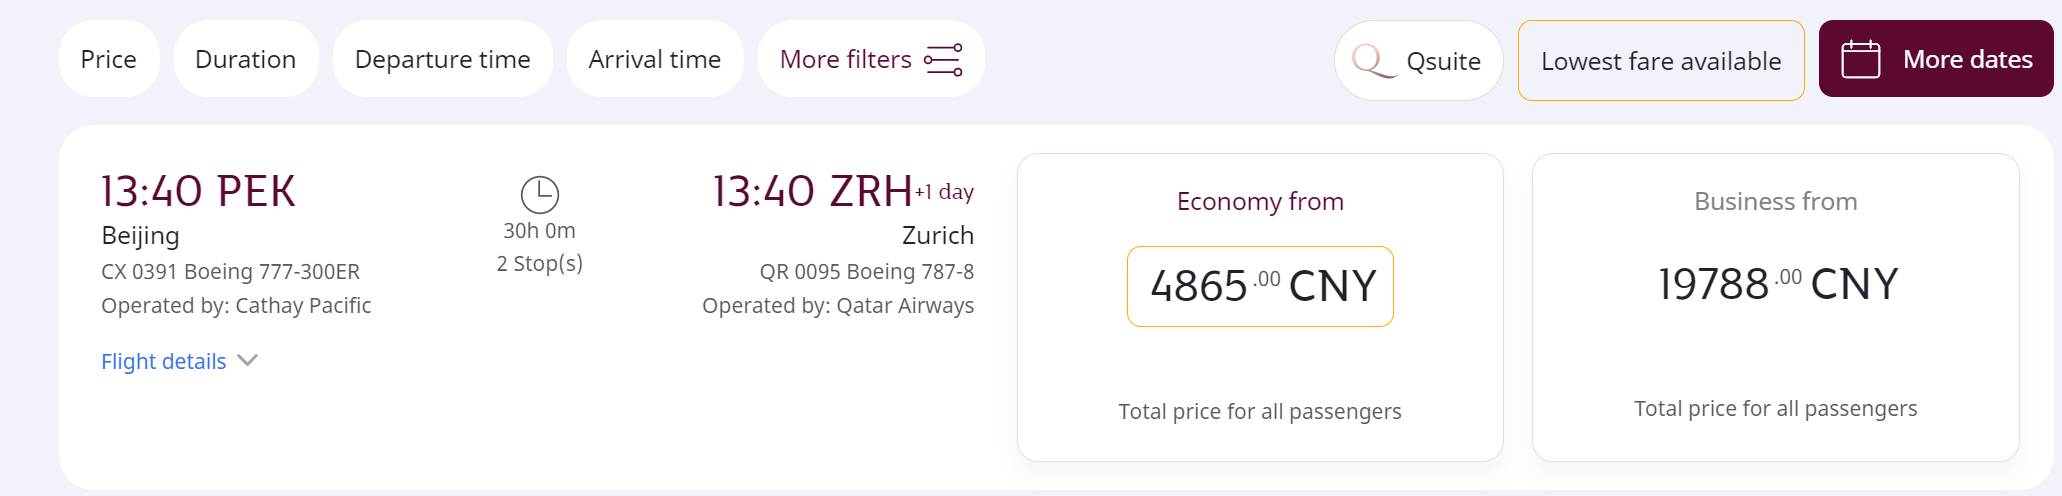 Price Duration Departure time Arrival time More filters Qsuite Lowest fare available More dates
13:40 PEK
Beijing
CX 0391 Boeing 777-300ER
Operated by: Cathay Pacific
Flight details
30h 0m
2 Stop(s)
13:40 ZRH+1 day
Zurich
QR 0095 Boeing 787-8
Operated by: Qatar Airways
Economy from
4865.00 CNY
Total price for all passengers
Business from
19788.00 CNY
Total price for all passengers